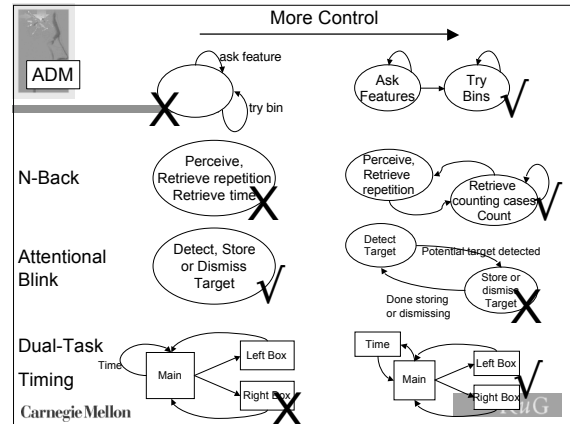 More Control
ADM
ask feature
try bin
Ask
Features
Try
Bins
N-Back
Perceive,
Retrieve repetition
Retrieve time
Perceive,
Retrieve
repetition
Retrieve
counting cases
Count
Attentional
Blink
Detect, Store
or Dismiss
Target
Detect
Target
Potential target detected
Store or
dismiss
Target
Done storing
or dismissing
Dual-Task
Timing
Time
Main
Left Box
Right Box
Time
Main
Left Box
Right Box
Carnegie Mellon